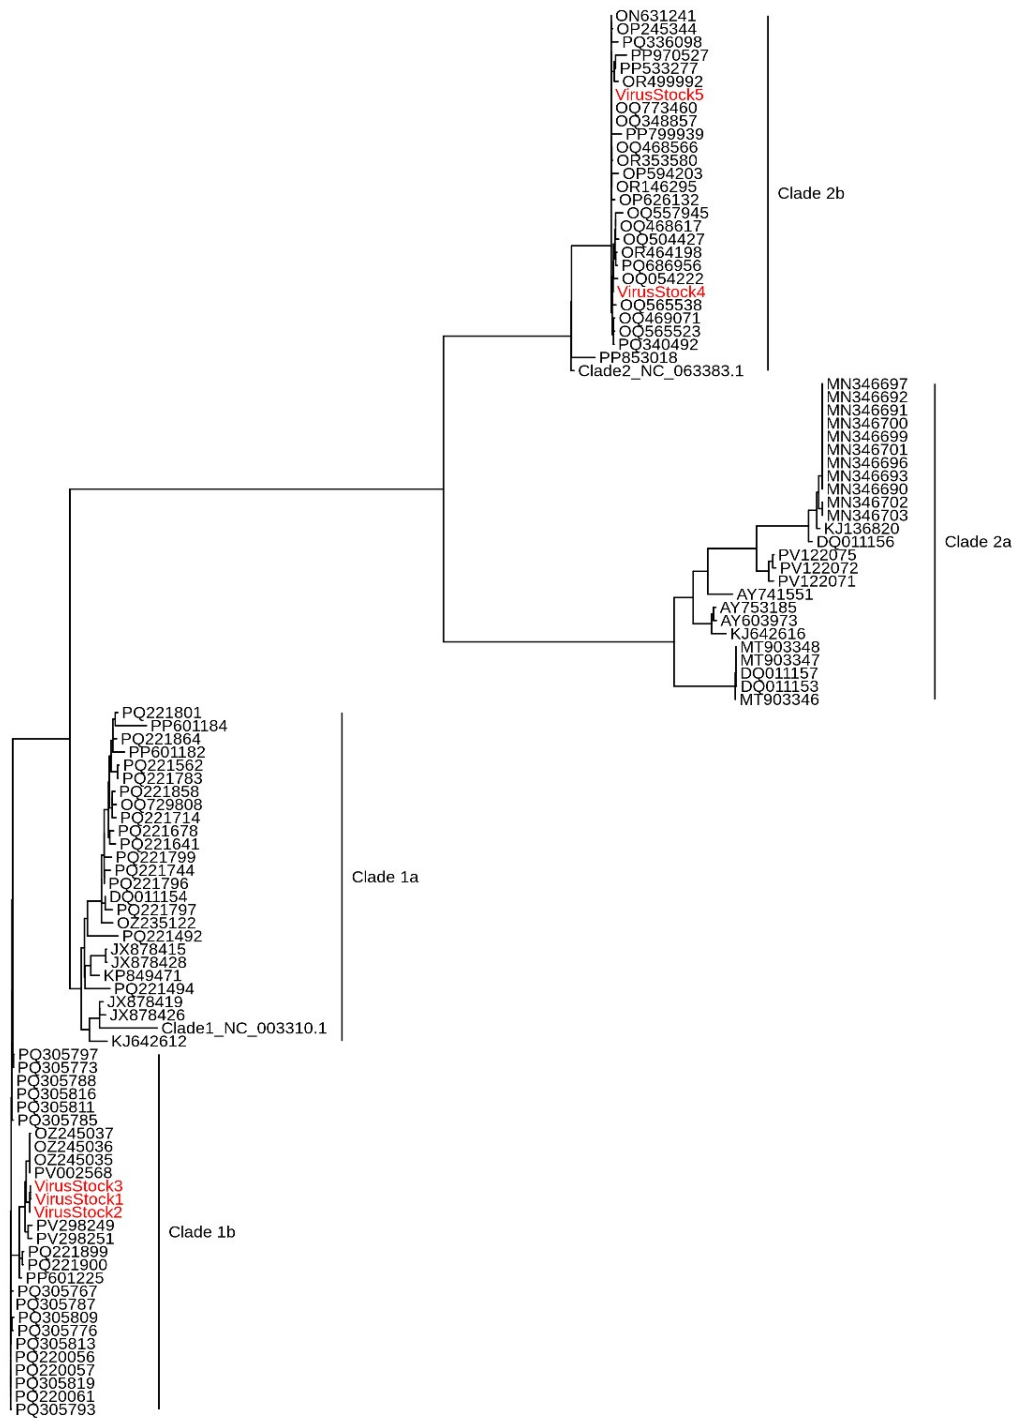 ON631241
OP245344
PQ336098
PP970527
PP533277
OR499992
VirusStock5
OQ773460
OQ348857
PP799939
OQ468566
OR353580
OP594203
OR146295
Clade 2b
OP626132
OQ557945
OQ468617
OQ504427
OR464198
PQ686956
OQ054222
VirusStock4
OQ565538
OQ469071
OQ565523
PQ340492
PP853018
Clade2_NC_063383.1
MN346697
MN346692
MN346691
MN346700
MN346699
MN346701
MN346696
MN346693
MN346690
MN346702
MN346703
KJ136820
DQ011156
Clade 2a
PV122075
PV122072
PV122071
AY741551
AY753185
AY603973
KJ642616
MT903348
MT903347
DQ011157
DQ011153
MT903346
PQ221801
PP601184
PQ221864
PP601182
PQ221562
PQ221783
PQ221858
OQ729808
PQ221714
PQ221678
PQ221641
PQ221799
PQ221744
Clade 1a
PQ221796
DQ011154
PQ221797
OZ235122
PQ221492
JX878415
JX878428
KP849471
PQ221494
JX878419
JX878426
Clade1_NC_003310.1
KJ642612
PQ305797
PQ305773
PQ305788
PQ305816
PQ305811
PQ305785
OZ245037
OZ245036
OZ245035
PV002568
VirusStock3
VirusStock1
VirusStock2
PV298249
Clade 1b
PV298251
PQ221899
PQ221900
PP601225
PQ305767
PQ305787
PQ305809
PQ305776
PQ305813
PQ220056
PQ220057
PQ305819
PQ220061
PQ305793